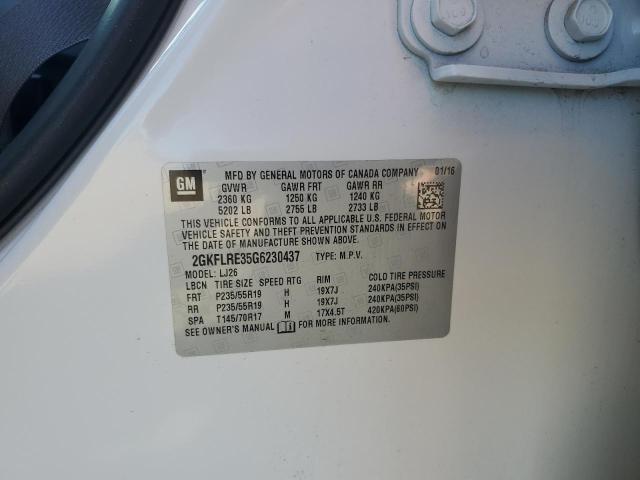 GM
MFD BY GENERAL MOTORS OF CANADA COMPANY 01/16
GVWR GAWR FRT GAWR RR
2360 KG 1250 KG 1240 KG
5202 LB 2755 LB 2733 LB
THIS VEHICLE CONFORMS TO ALL APPLICABLE U.S. FEDERAL MOTOR
VEHICLE SAFETY AND THEFT PREVENTION STANDARDS IN EFFECT ON
THE DATE OF MANUFACTURE SHOWN ABOVE.
2GKFLRE35G6230437 TYPE: M.P.V.
MODEL: LJ26
LBCN TIRE SIZE SPEED RTG RIM COLD TIRE PRESSURE
FRT P235/55R19 H 19X7J 240KPA(35PSI)
RR P235/55R19 H 19X7J 240KPA(35PSI)
SPA T145/70R17 M 17X4.5T 420KPA(60PSI)
SEE OWNER'S MANUAL FOR MORE INFORMATION